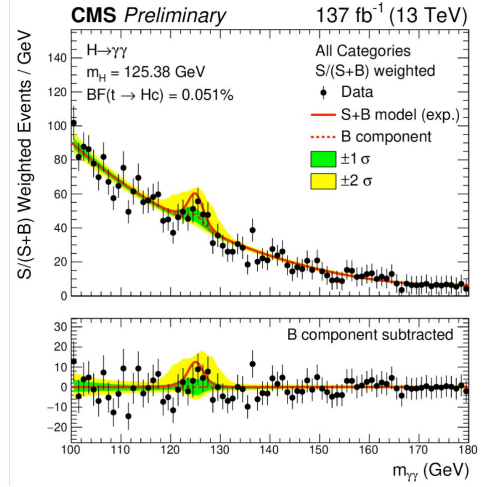 CMS Preliminary 137 fb⁻¹ (13 TeV)
S/(S+B) Weighted Events / GeV
H→γγ
m_H = 125.38 GeV
BF(t → Hc) = 0.051%
All Categories
S/(S+B) weighted
Data
S+B model (exp.)
B component
±1 σ
±2 σ
140
120
100
80
60
40
20
0
B component subtracted
30
20
10
0
−10
−20
100 110 120 130 140 150 160 170 180
m_γγ (GeV)